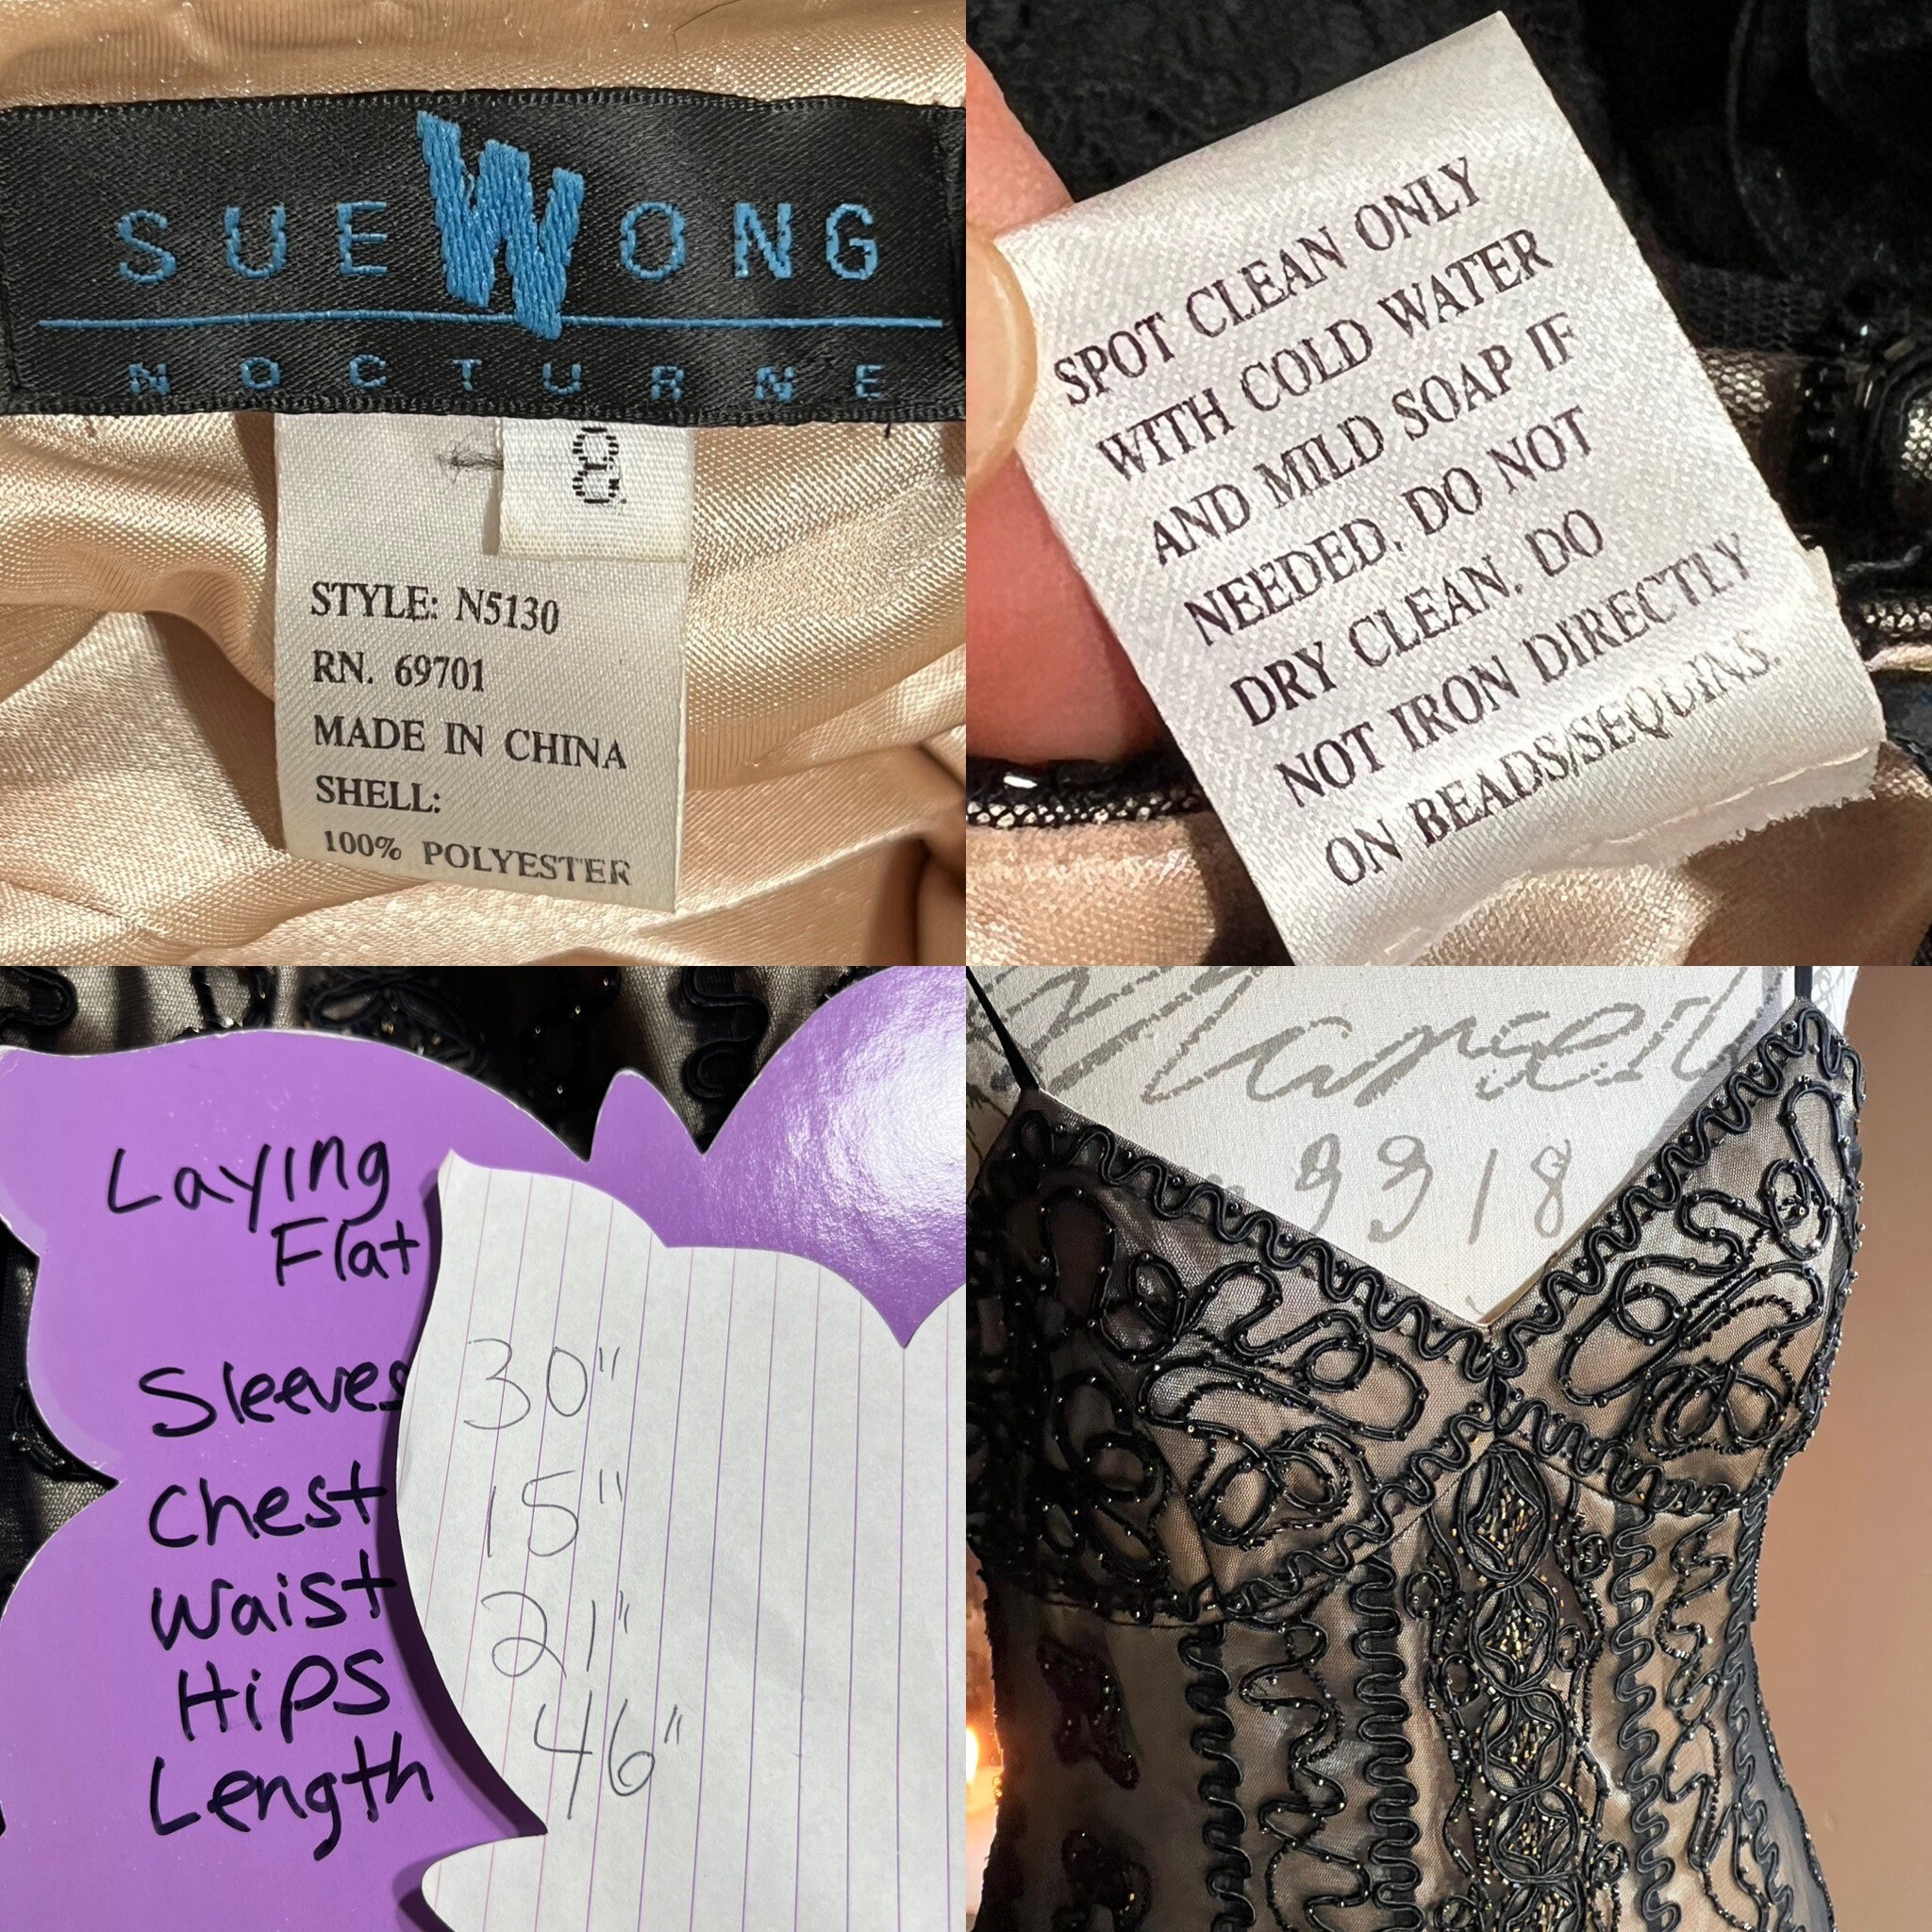 SUE WONG
NOCTURNE
8
STYLE: N5130
RN. 69701
MADE IN CHINA
SHELL:
100% POLYESTER
SPOT CLEAN ONLY
WITH COLD WATER
AND MILD SOAP IF
NEEDED. DO NOT
DRY CLEAN. DO
NOT IRON DIRECTLY
ON BEADS/SEQUINS.
Laying
Flat
Sleeves
Chest
Waist
Hips
Length
30"
15"
21"
46"
9918